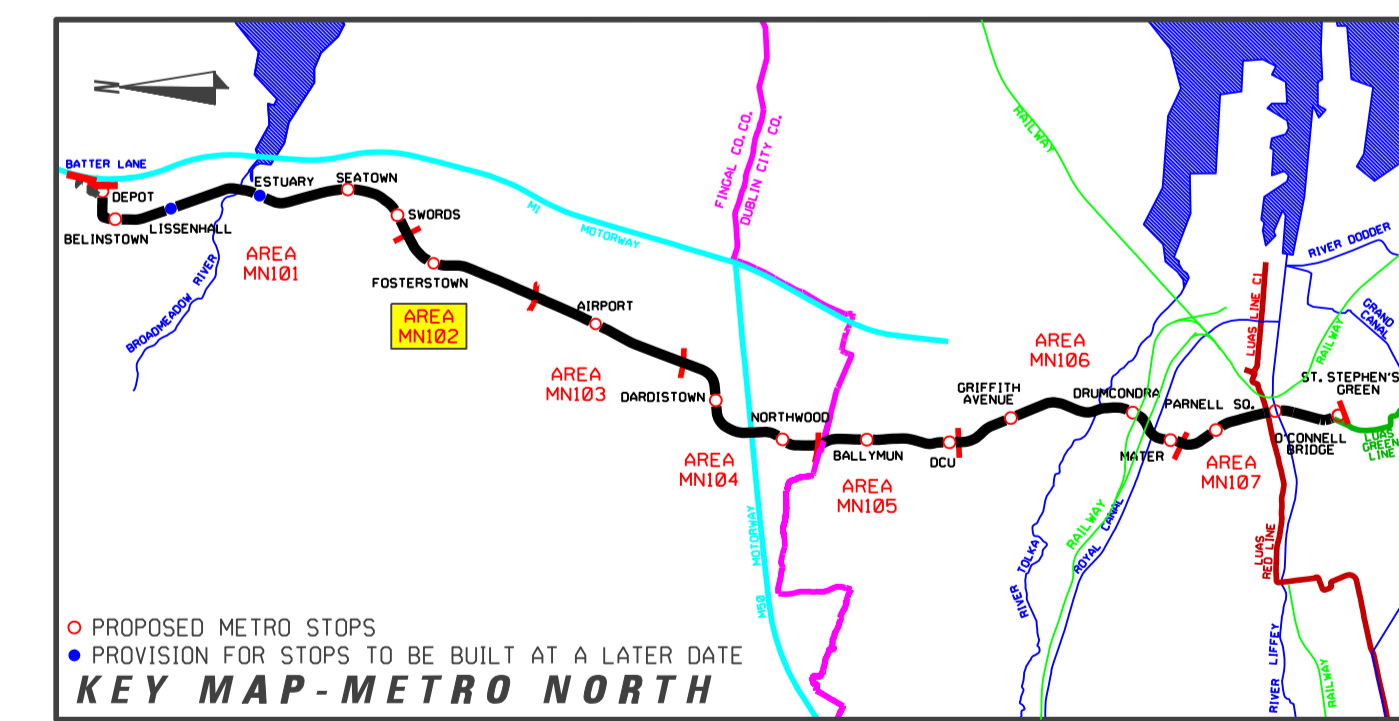 N
BATTER LANE
DEPOT
BELINSTOWN
LISSENHALL
ESTUARY
SEATOWN
SWORDS
FOSTERSTOWN
BROADMEADOW RIVER
AREA
MN101
AREA
MN102
M1
MOTORWAY
FINGAL CO. CO.
DUBLIN CITY CO.
AIRPORT
AREA
MN103
DARDISTOWN
NORTHWOOD
AREA
MN104
BALLYMUN
DCU
AREA
MN105
MOTORWAY
M50
GRIFFITH
AVENUE
AREA
MN106
DRUMCONDRA
MATER
PARNELL SQ.
AREA
MN107
O'CONNELL
BRIDGE
ST. STEPHEN'S
GREEN
LUAS
GREEN
LINE
RAILWAY
LUAS LINE C1
RIVER DODDER
GRAND
CANAL
RAILWAY
RAILWAY
ROYAL CANAL
RIVER TOLKA
LUAS
RED LINE
RIVER LIFFEY
RAILWAY
PROPOSED METRO STOPS
PROVISION FOR STOPS TO BE BUILT AT A LATER DATE
KEY MAP-METRO NORTH